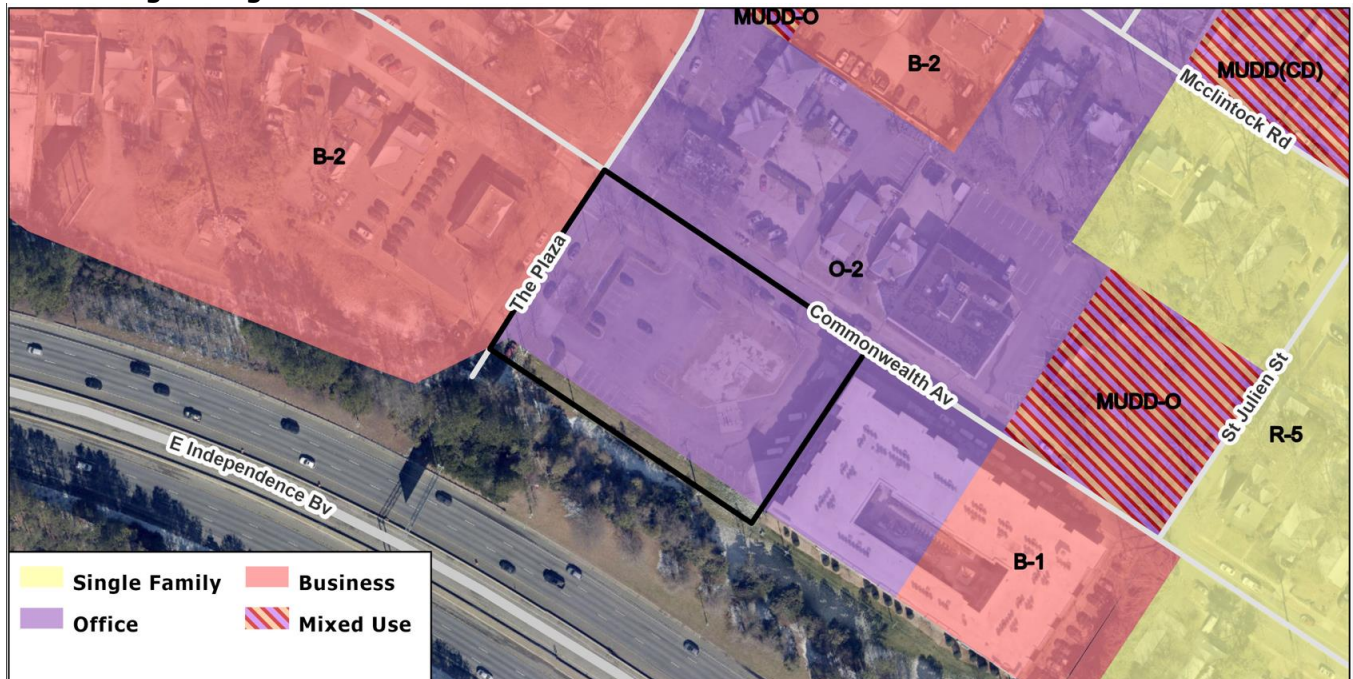 MUDD-O
B-2
MUDD(CD)
Mcclintock Rd
B-2
The Plaza
O-2
Commonwealth Av
MUDD-O
St Julien St
R-5
E Independence Bv
B-1
Single Family
Business
Office
Mixed Use